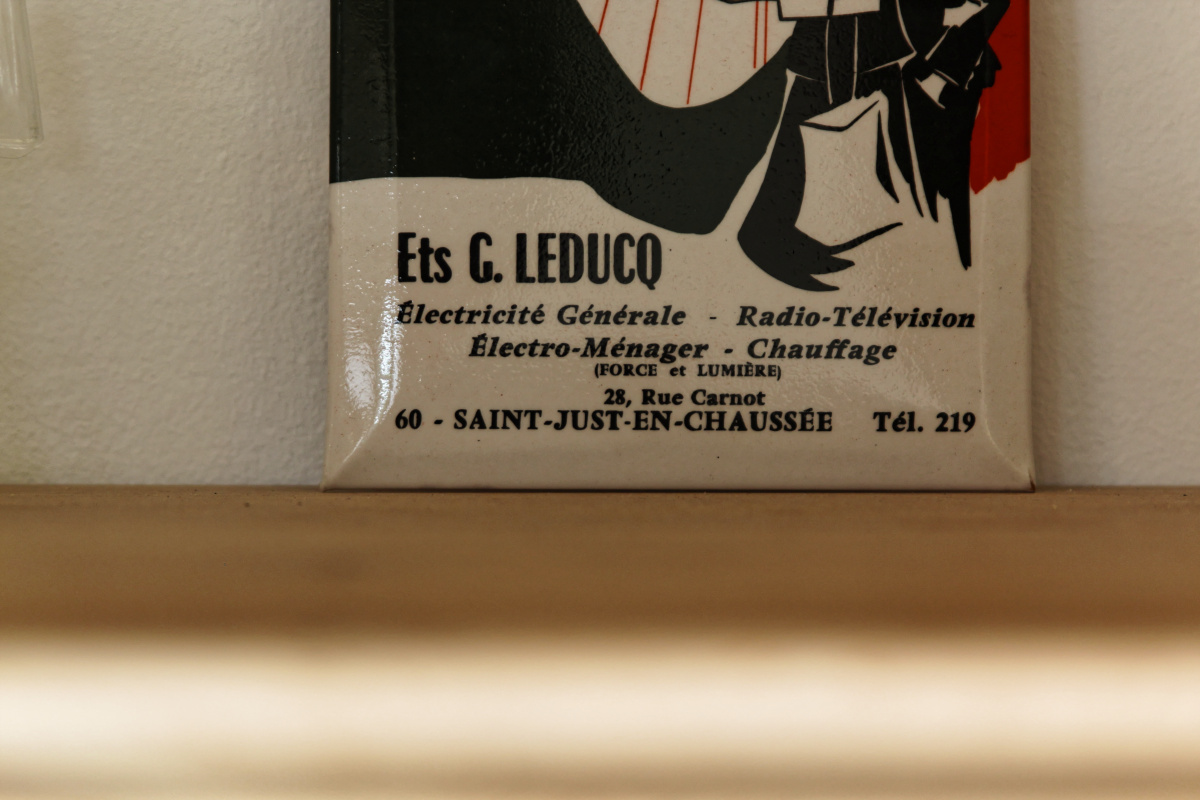 Ets G. LEDUCQ
Électricité Générale - Radio-Télévision
Électro-Ménager - Chauffage
(FORCE et LUMIÈRE)
28, Rue Carnot
60 - SAINT-JUST-EN-CHAUSSÉE Tél. 219